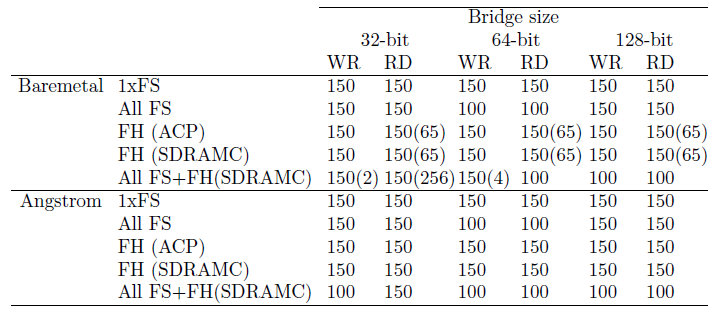 Bridge size
32-bit 64-bit 128-bit
WR RD WR RD WR RD
Baremetal 1xFS 150 150 150 150 150 150
All FS 150 150 100 100 150 150
FH (ACP) 150 150(65) 150 150(65) 150 150(65)
FH (SDRAMC) 150 150(65) 150 150(65) 150 150(65)
All FS+FH(SDRAMC) 150(2) 150(256) 150(4) 100 100 100
Angstrom 1xFS 150 150 150 150 150 150
All FS 150 150 100 100 150 150
FH (ACP) 150 150 150 150 150 150
FH (SDRAMC) 150 150 150 150 150 150
All FS+FH(SDRAMC) 100 150 100 100 100 100